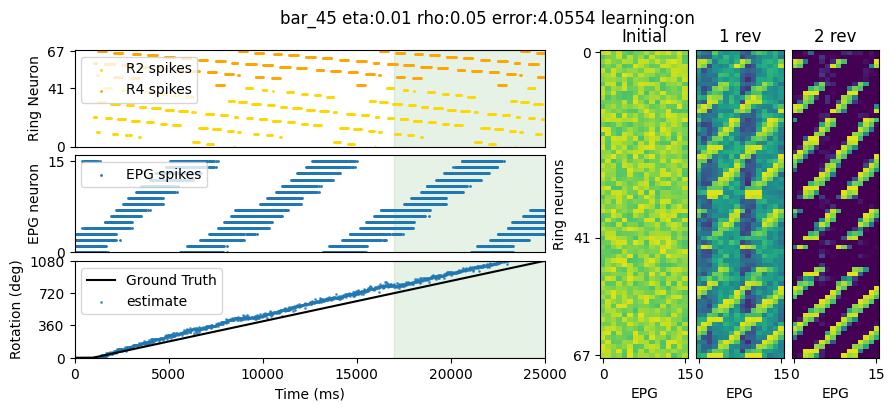 bar_45 eta:0.01 rho:0.05 error:4.0554 learning:on
Initial
1 rev
2 rev
Ring Neuron
67
41
0
R2 spikes
R4 spikes
EPG neuron
15
0
EPG spikes
Rotation (deg)
1080
720
360
0
Ground Truth
estimate
0
5000
10000
15000
20000
25000
Time (ms)
Ring neurons
0
41
67
0
15
0
15
0
15
EPG
EPG
EPG